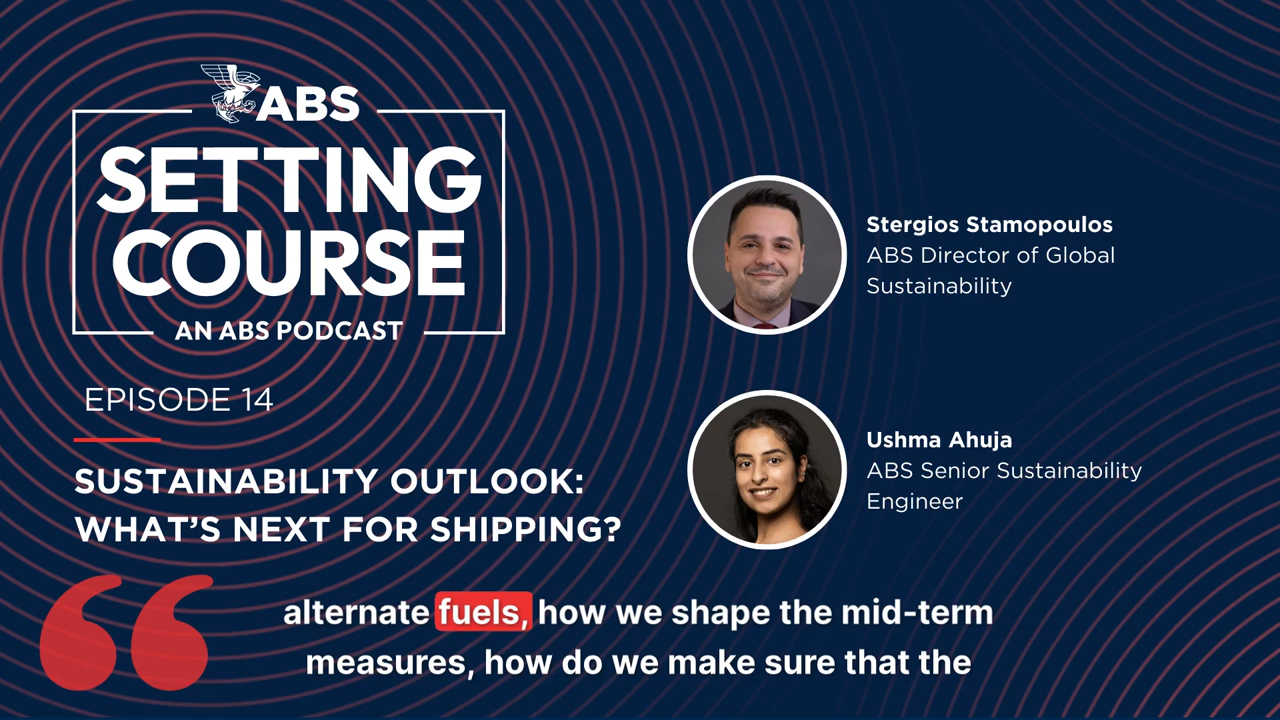 ABS
SETTING
COURSE
AN ABS PODCAST
EPISODE 14
SUSTAINABILITY OUTLOOK:
WHAT'S NEXT FOR SHIPPING?
Stergios Stamopoulos
ABS Director of Global
Sustainability
Ushma Ahuja
ABS Senior Sustainability
Engineer
alternate fuels, how we shape the mid-term
measures, how do we make sure that the